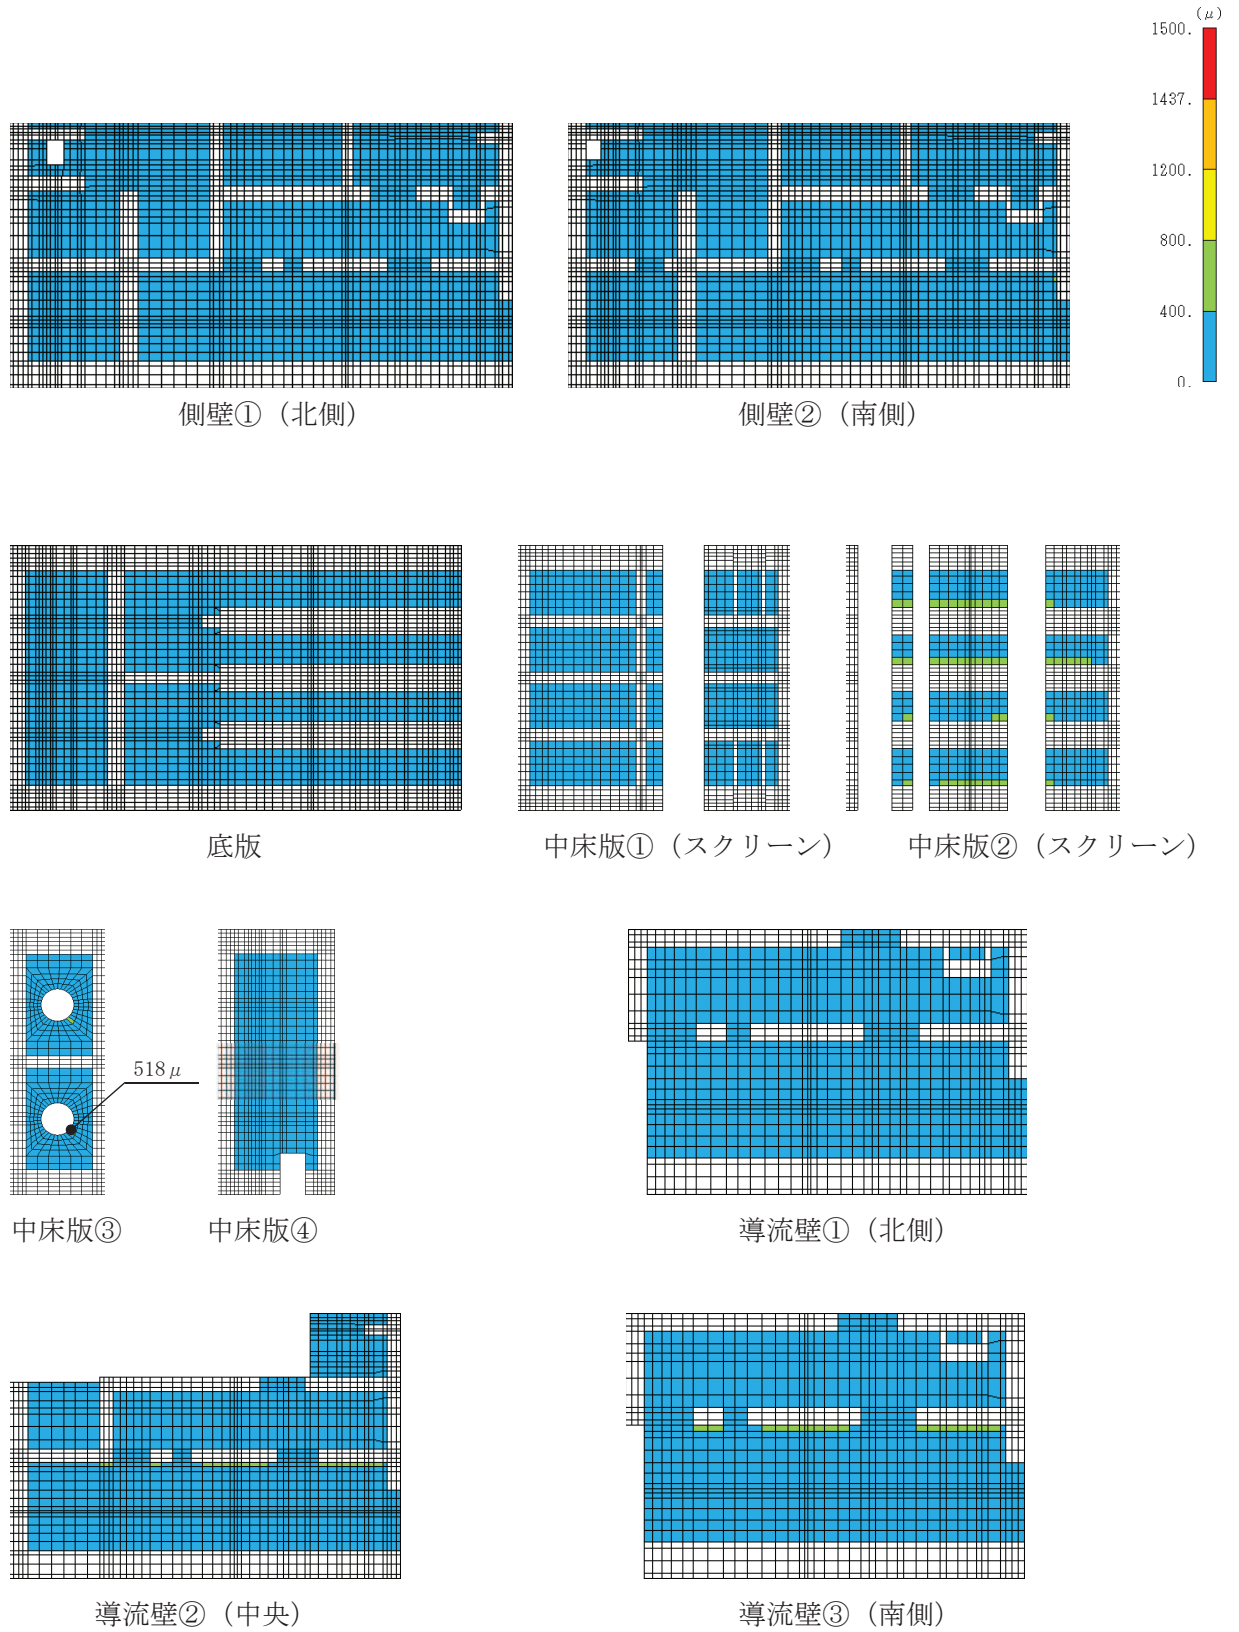 (μ)
1500.
1437.
1200.
800.
400.
0.
側壁①（北側）
側壁②（南側）
底版
中床版①（スクリーン）
中床版②（スクリーン）
518μ
中床版③
中床版④
導流壁①（北側）
導流壁②（中央）
導流壁③（南側）